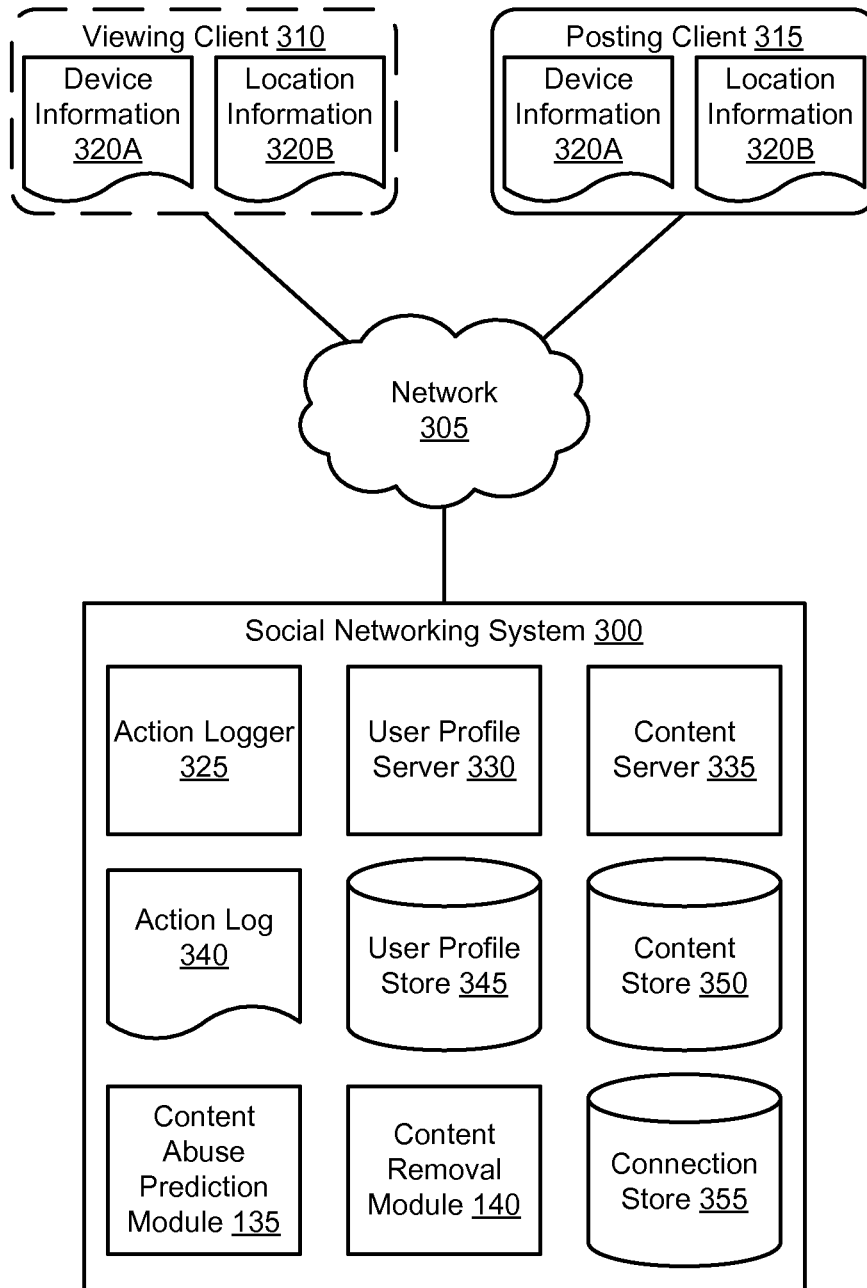 Viewing Client 310
Device
Information
320A
Location
Information
320B
Posting Client 315
Device
Information
320A
Location
Information
320B
Network
305
Social Networking System 300
Action Logger
325
User Profile
Server 330
Content
Server 335
Action Log
340
User Profile
Store 345
Content
Store 350
Content
Abuse
Prediction
Module 135
Content
Removal
Module 140
Connection
Store 355